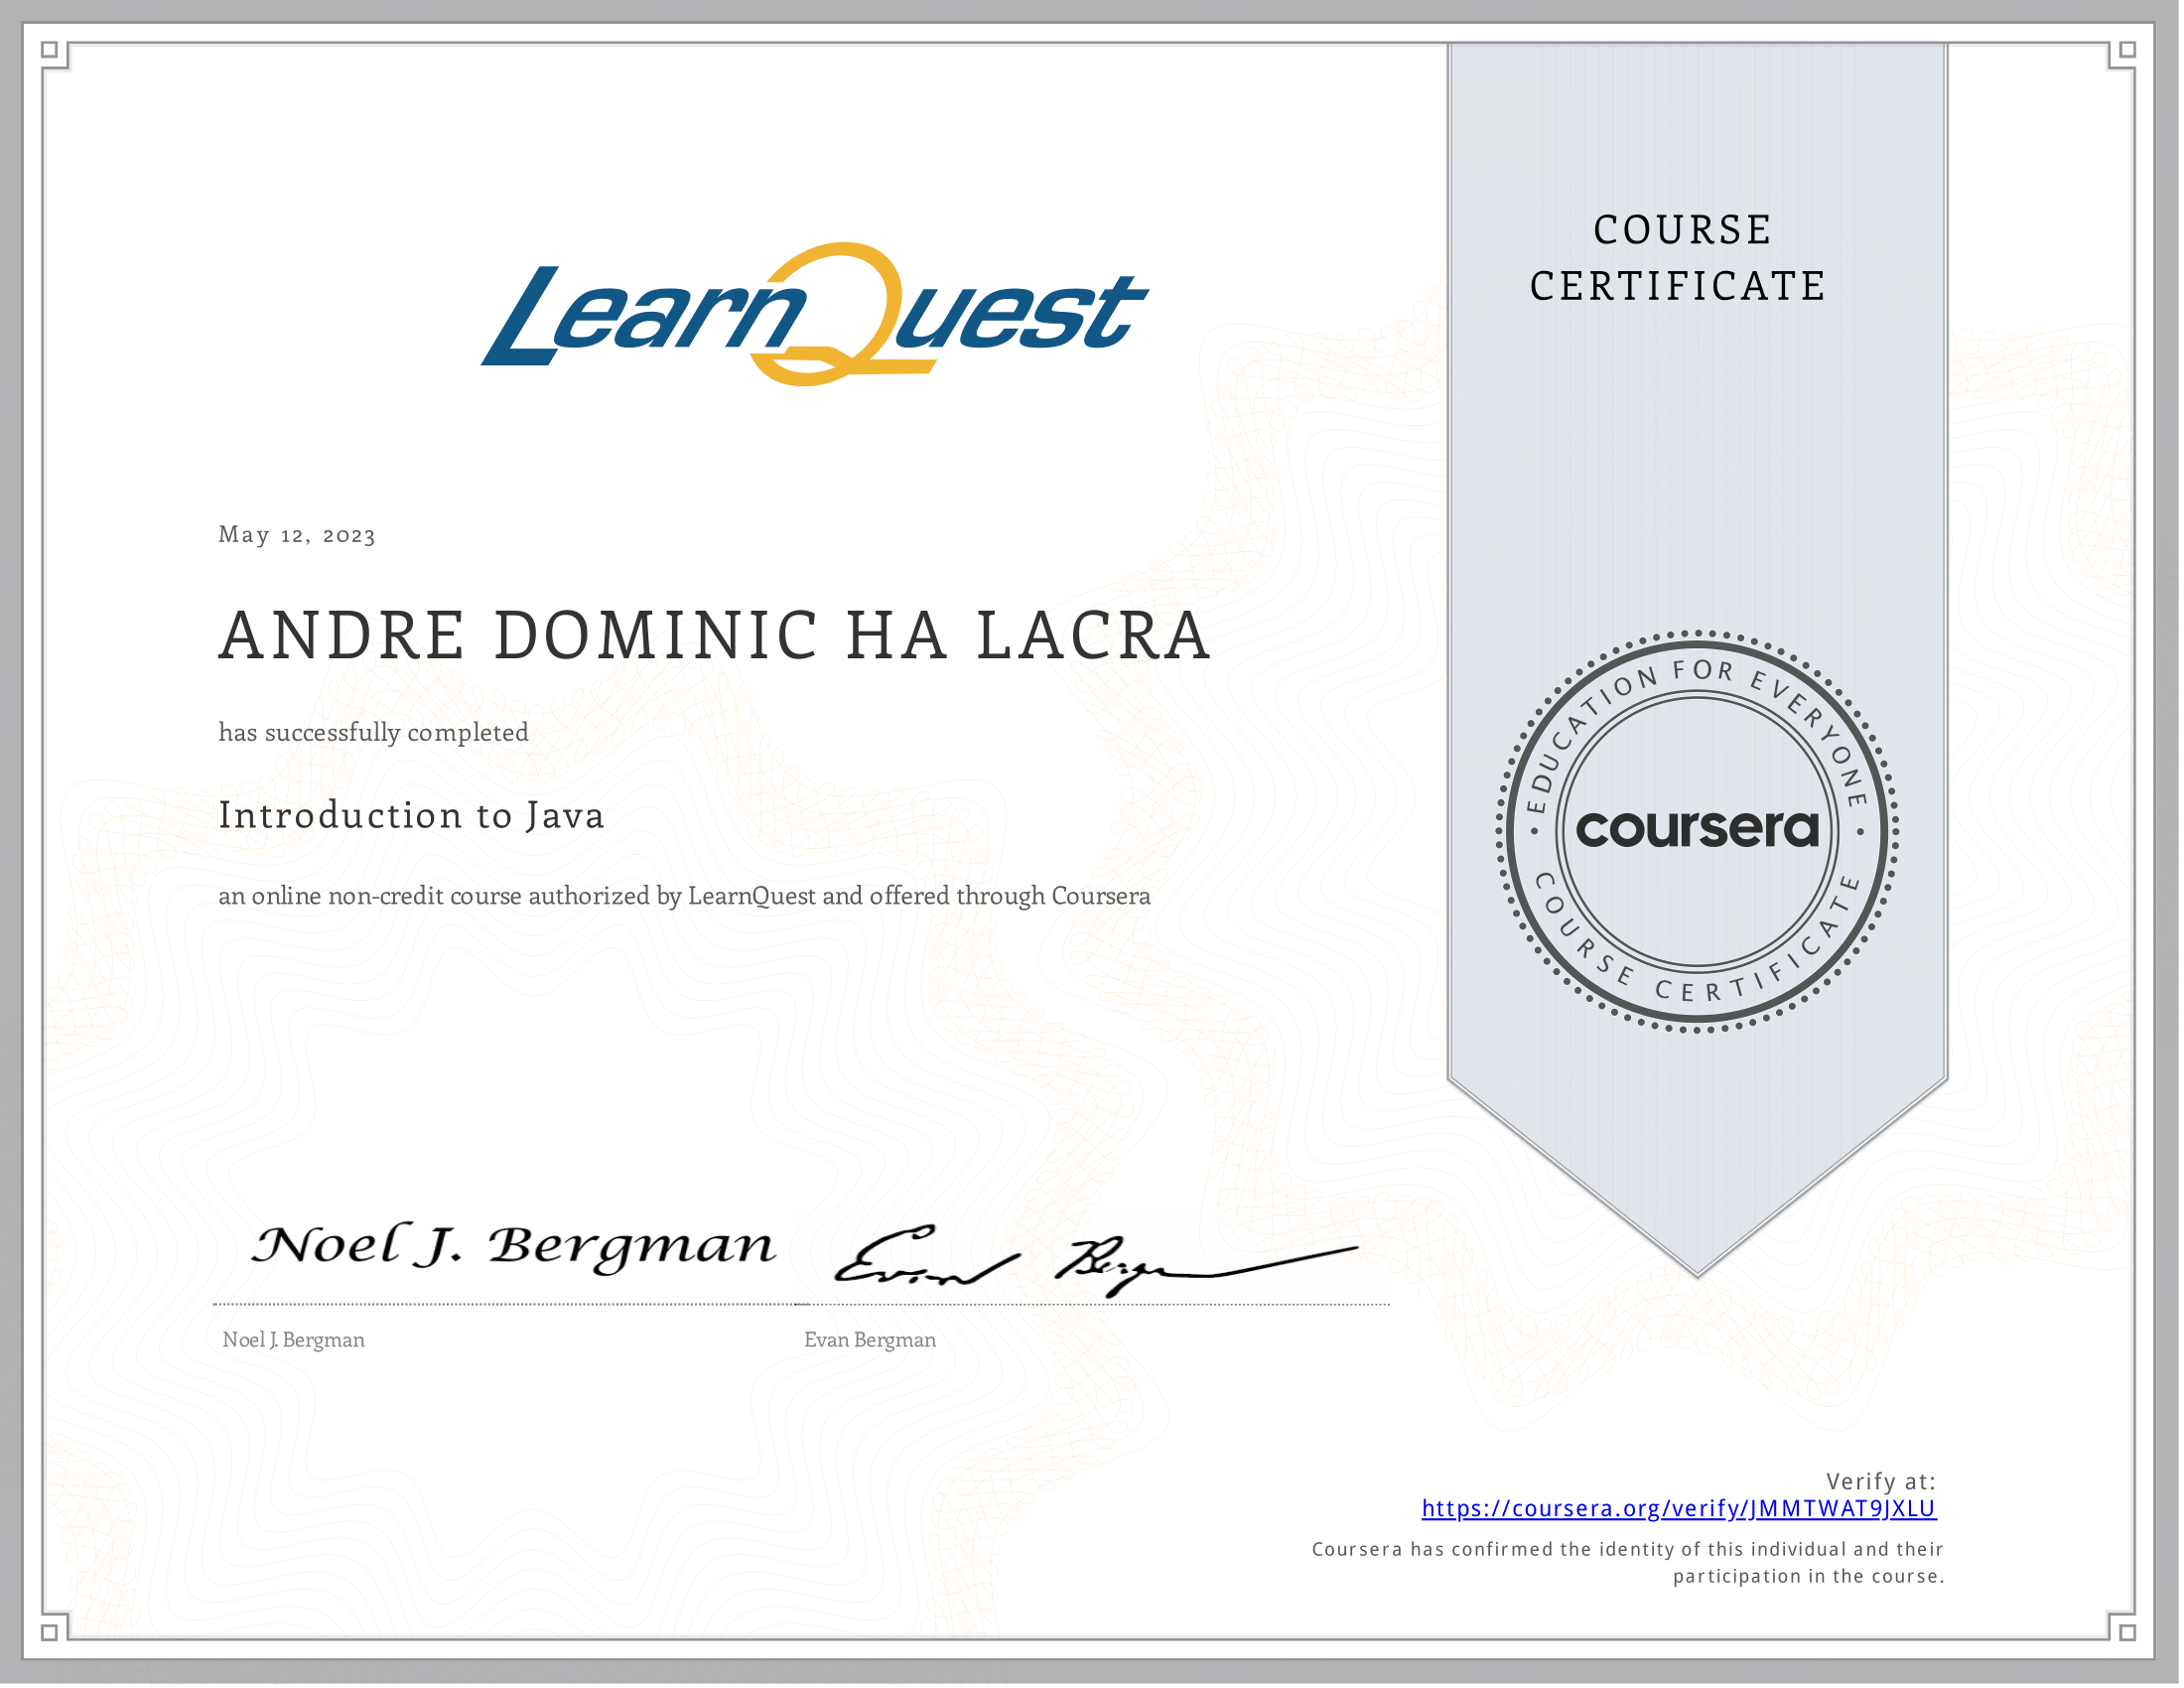 LearnQuest
COURSE
CERTIFICATE
May 12, 2023
ANDRE DOMINIC HA LACRA
has successfully completed
Introduction to Java
an online non-credit course authorized by LearnQuest and offered through Coursera
EDUCATION FOR EVERYONE
coursera
COURSE CERTIFICATE
Noel J. Bergman
Evan Bergman
Noel J. Bergman
Evan Bergman
Verify at:
https://coursera.org/verify/JMMTWAT9JXLU
Coursera has confirmed the identity of this individual and their
participation in the course.